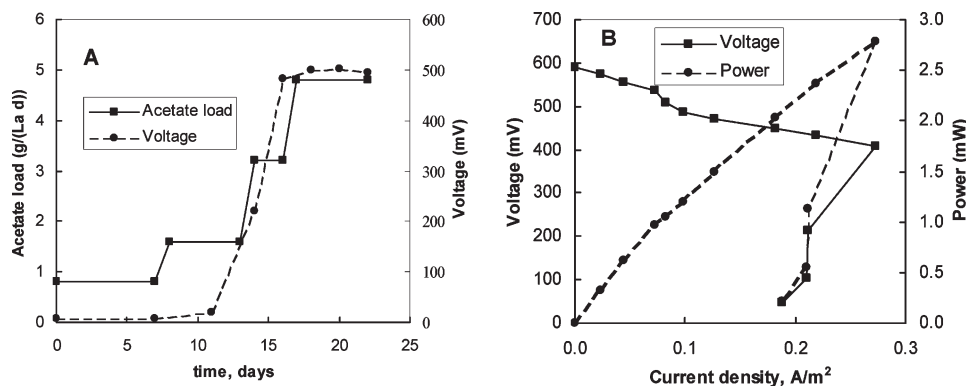 A
Acetate load (g/(La d))
6
5
4
3
2
1
0
Acetate load
Voltage
600
500
400
300
200
100
0
Voltage (mV)
0 5 10 15 20 25
time, days
B
Voltage (mV)
700
600
500
400
300
200
100
0
Voltage
Power
3.0
2.5
2.0
1.5
1.0
0.5
0.0
Power (mW)
0.0 0.1 0.2 0.3
Current density, A/m²